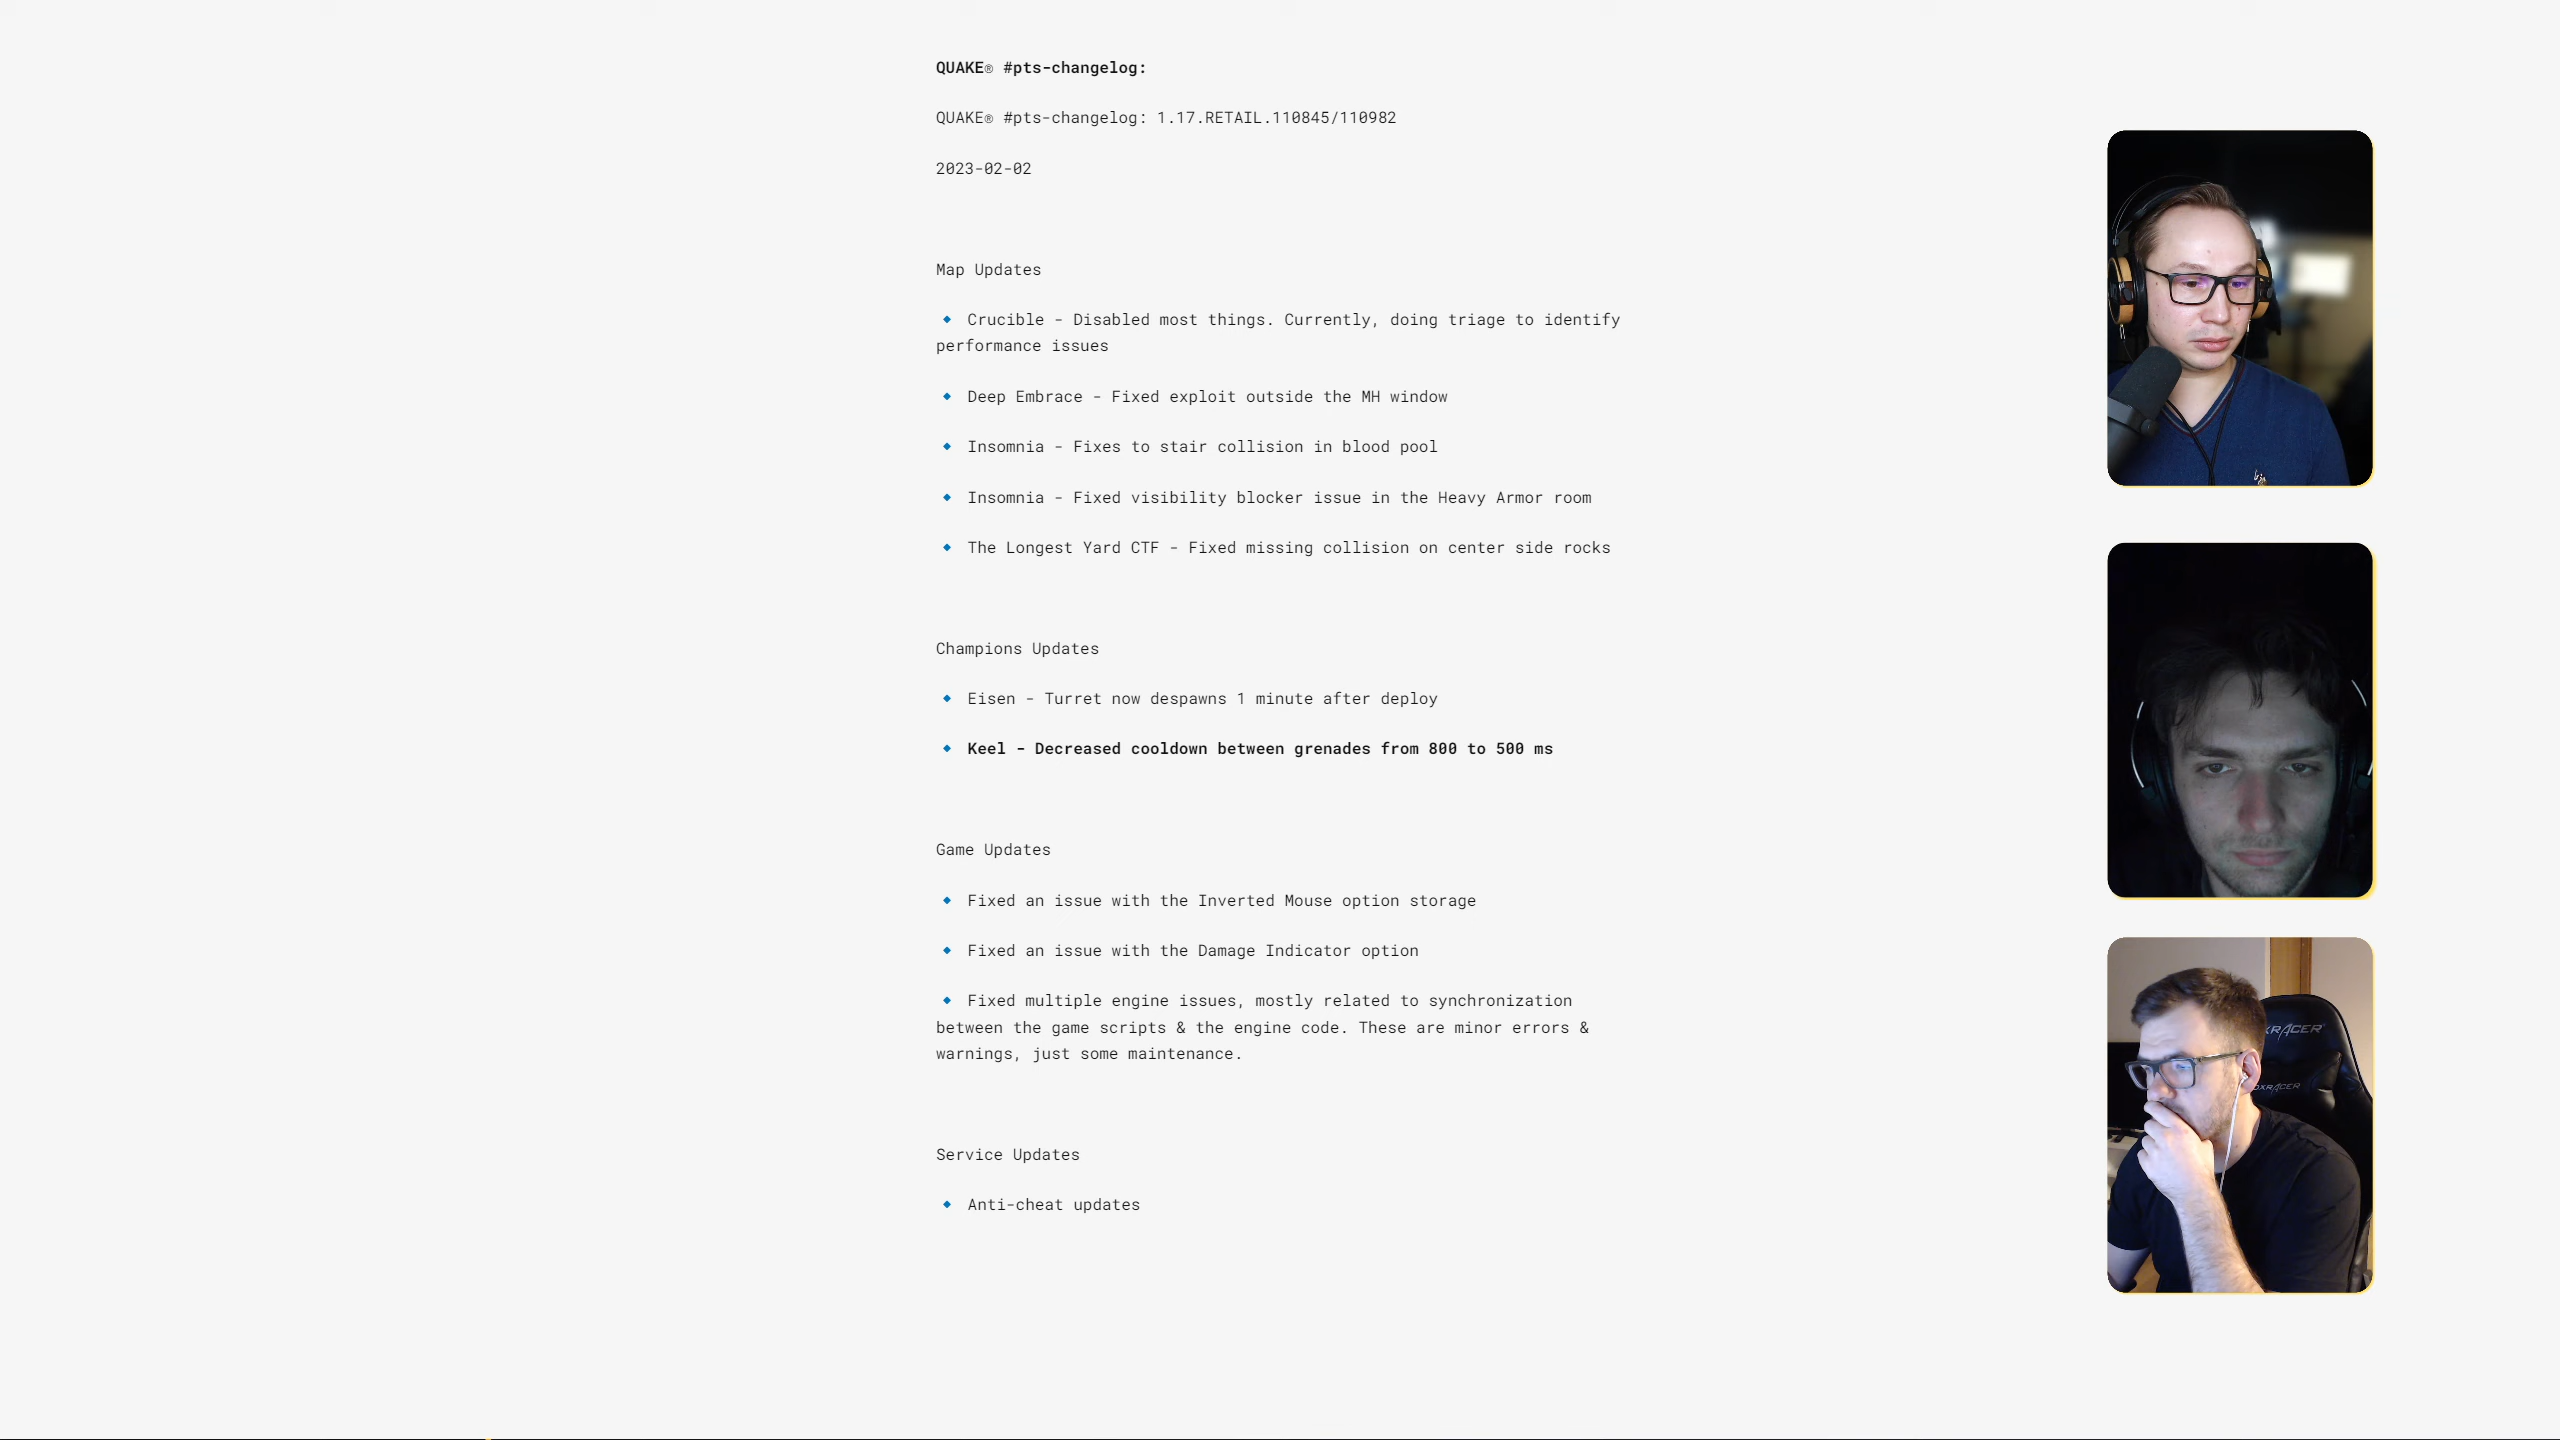 QUAKE® #pts-changelog:
QUAKE® #pts-changelog: 1.17.RETAIL.110845/110982
2023-02-02
Map Updates
🔹 Crucible - Disabled most things. Currently, doing triage to identify
performance issues
🔹 Deep Embrace - Fixed exploit outside the MH window
🔹 Insomnia - Fixes to stair collision in blood pool
🔹 Insomnia - Fixed visibility blocker issue in the Heavy Armor room
🔹 The Longest Yard CTF - Fixed missing collision on center side rocks
Champions Updates
🔹 Eisen - Turret now despawns 1 minute after deploy
🔹 Keel - Decreased cooldown between grenades from 800 to 500 ms
Game Updates
🔹 Fixed an issue with the Inverted Mouse option storage
🔹 Fixed an issue with the Damage Indicator option
🔹 Fixed multiple engine issues, mostly related to synchronization
between the game scripts & the engine code. These are minor errors &
warnings, just some maintenance.
Service Updates
🔹 Anti-cheat updates
XRACER
DXRACER